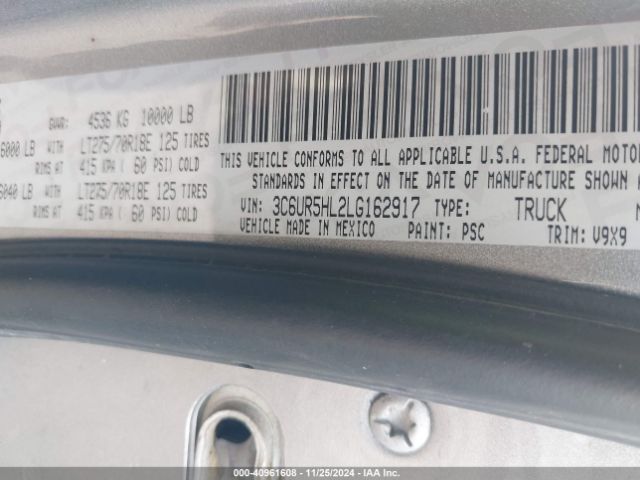 GVWR: 4536 KG 10000 LB
6000 LB WITH LT275/70R18E 125 TIRES
RIMS AT 415 KPA ( 60 PSI) COLD
6040 LB WITH LT275/70R18E 125 TIRES
RIMS AT 415 KPA ( 60 PSI) COLD
THIS VEHICLE CONFORMS TO ALL APPLICABLE U.S.A. FEDERAL MOTOR
STANDARDS IN EFFECT ON THE DATE OF MANUFACTURE SHOWN A
VIN: 3C6UR5HL2LG162917 TYPE: TRUCK
VEHICLE MADE IN MEXICO PAINT: PSC TRIM: V9X9
000-40961608 - 11/25/2024 - IAA Inc.